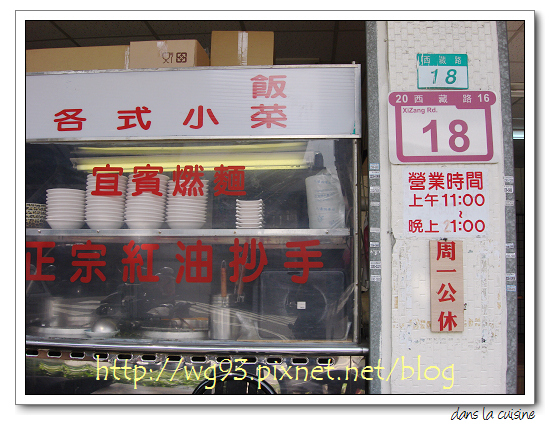 飯
各式小菜
宜賓燃麵
正宗紅油抄手
西藏路
18
20 西藏路 16
XiZang Rd.
18
營業時間
上午11:00
~
晚上 21:00
周一公休
http://wg93.pixnet.net/blog
dans la cuisine